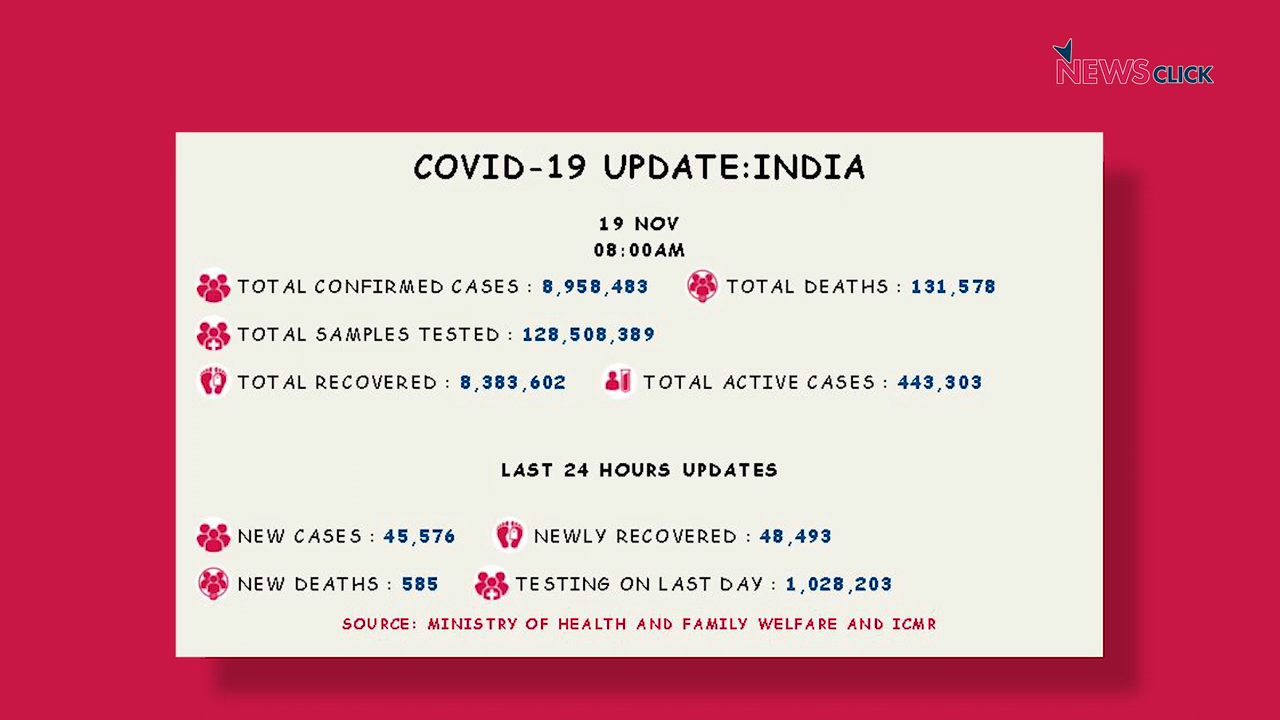 NEWSCLICK
COVID-19 UPDATE:INDIA
19 NOV
08:00AM
TOTAL CONFIRMED CASES : 8,958,483 TOTAL DEATHS : 131,578
TOTAL SAMPLES TESTED : 128,508,389
TOTAL RECOVERED : 8,383,602 TOTAL ACTIVE CASES : 443,303
LAST 24 HOURS UPDATES
NEW CASES : 45,576 NEWLY RECOVERED : 48,493
NEW DEATHS : 585 TESTING ON LAST DAY : 1,028,203
SOURCE: MINISTRY OF HEALTH AND FAMILY WELFARE AND ICMR